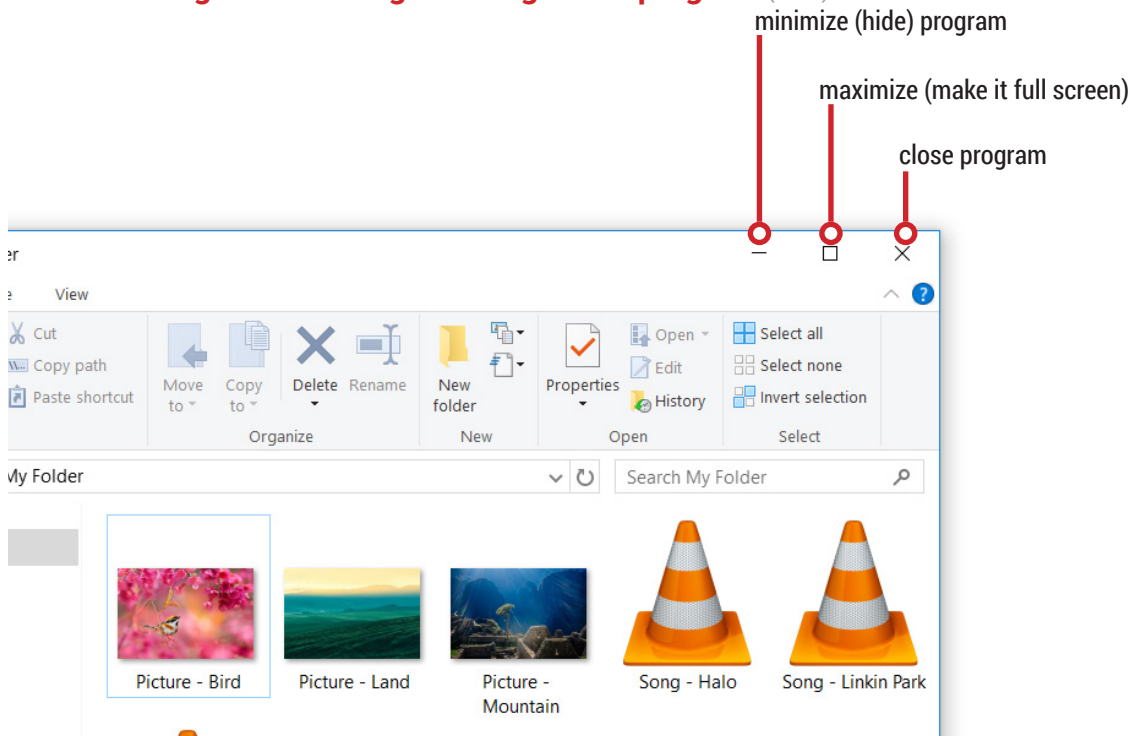 minimize (hide) program
maximize (make it full screen)
close program
er
View
Cut
Copy path
Paste shortcut
Move to
Copy to
Delete
Rename
Organize
New folder
New
Properties
Open
Edit
History
Open
Select all
Select none
Invert selection
Select
My Folder
Search My Folder
Picture - Bird
Picture - Land
Picture -
Mountain
Song - Halo
Song - Linkin Park